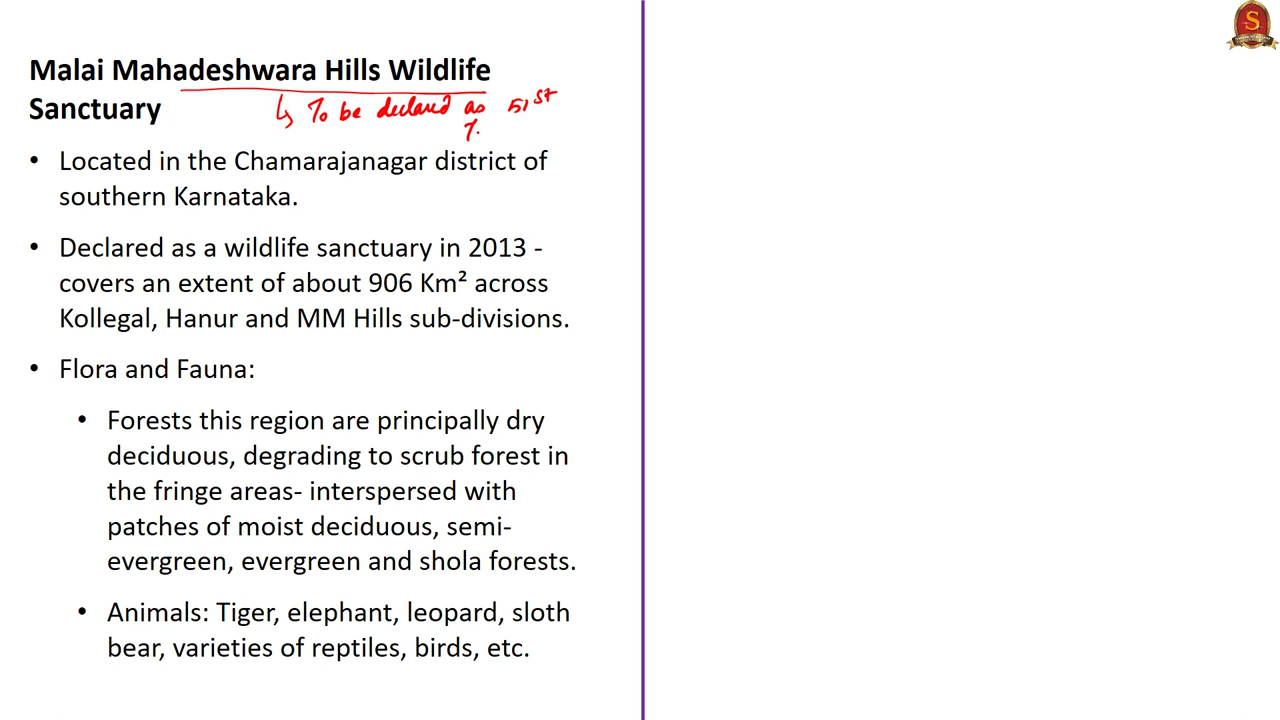 Malai Mahadeshwara Hills Wildlife
Sanctuary
↳ To be declared as 51st
T.
• Located in the Chamarajanagar district of
southern Karnataka.
• Declared as a wildlife sanctuary in 2013 -
covers an extent of about 906 Km² across
Kollegal, Hanur and MM Hills sub-divisions.
• Flora and Fauna:
• Forests this region are principally dry
deciduous, degrading to scrub forest in
the fringe areas- interspersed with
patches of moist deciduous, semi-
evergreen, evergreen and shola forests.
• Animals: Tiger, elephant, leopard, sloth
bear, varieties of reptiles, birds, etc.
S